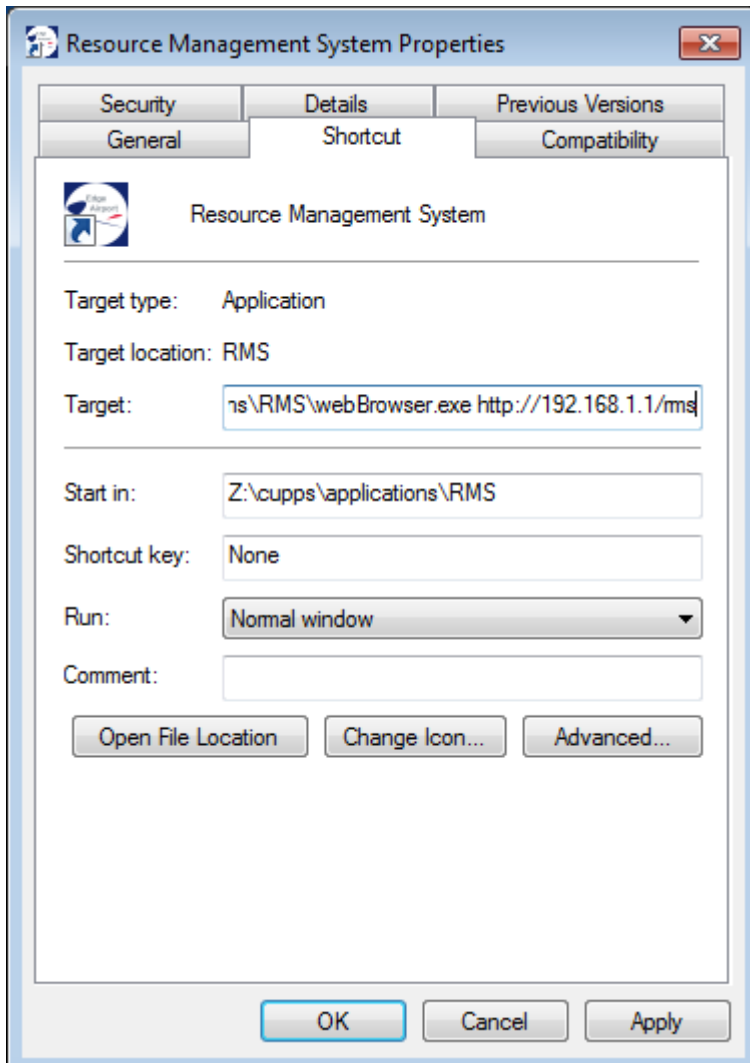 Resource Management System Properties
Security Details Previous Versions
General Shortcut Compatibility
Edge
Airport
Resource Management System
Target type: Application
Target location: RMS
Target: ns\RMS\webBrowser.exe http://192.168.1.1/rms
Start in: Z:\cupps\applications\RMS
Shortcut key: None
Run: Normal window
Comment:
Open File Location Change Icon... Advanced...
OK Cancel Apply